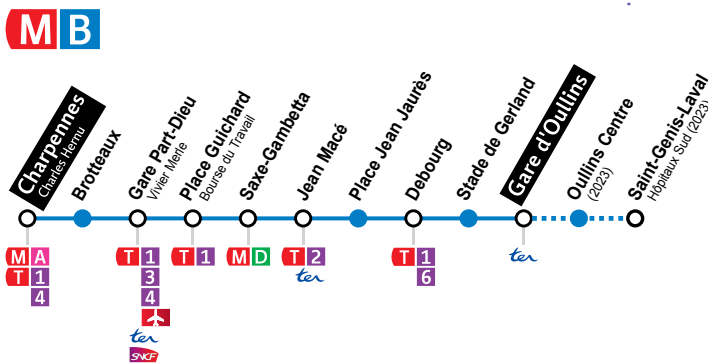 M B
Charpennes
Charles Hernu
Brotteaux
Gare Part-Dieu
Vivier Merle
Place Guichard
Bourse du Travail
Saxe-Gambetta
Jean Macé
Place Jean Jaurès
Debourg
Stade de Gerland
Gare d'Oullins
Oullins Centre
(2023)
Saint-Genis-Laval
Hôpitaux Sud (2023)
M A
T 1
4
T 1
3
4
ter
SNCF
T 1
M D
T 2
ter
T 1
6
ter